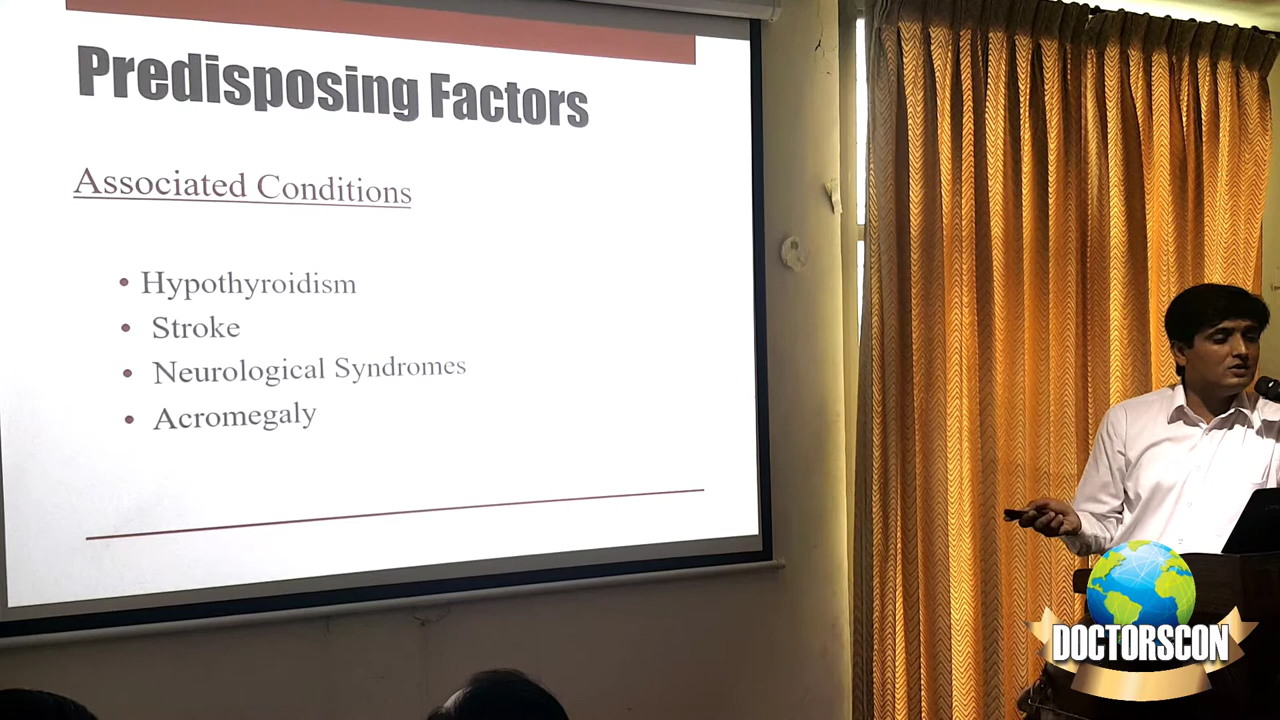 Predisposing Factors
Associated Conditions
• Hypothyroidism
• Stroke
• Neurological Syndromes
• Acromegaly
DOCTORSCON